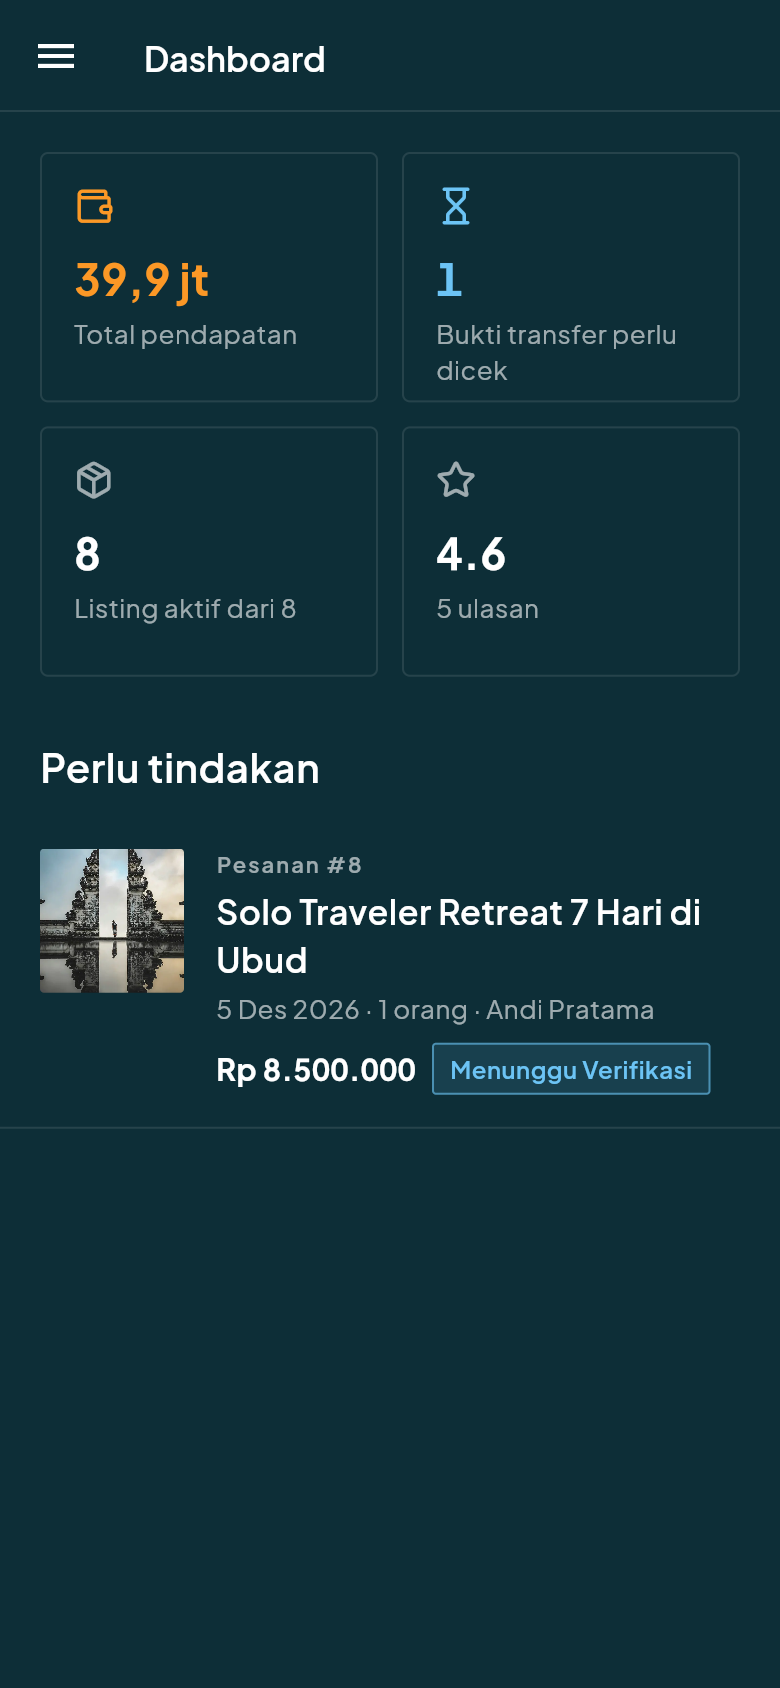 Dashboard
39,9 jt
Total pendapatan
1
Bukti transfer perlu
dicek
8
Listing aktif dari 8
4.6
5 ulasan
Perlu tindakan
Pesanan #8
Solo Traveler Retreat 7 Hari di
Ubud
5 Des 2026 · 1 orang · Andi Pratama
Rp 8.500.000
Menunggu Verifikasi